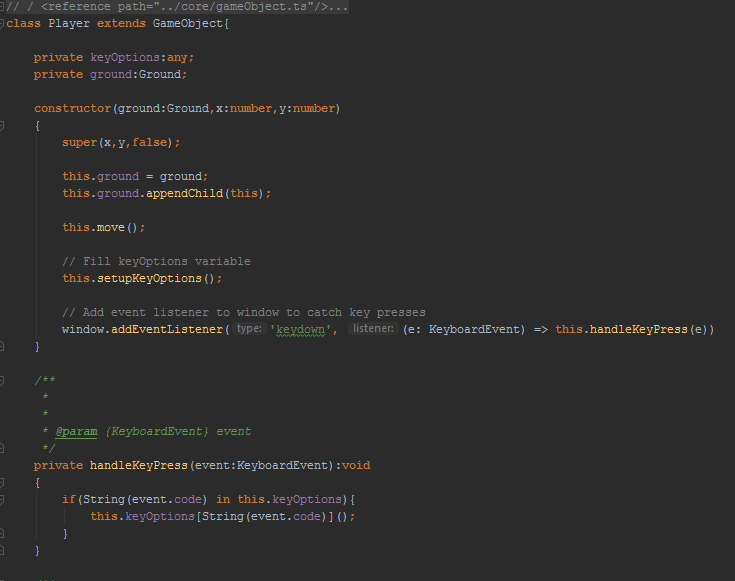 // / <reference path="../core/gameObject.ts"/>...
class Player extends GameObject{
private keyOptions:any;
private ground:Ground;
constructor(ground:Ground,x:number,y:number)
{
super(x,y,false);
this.ground = ground;
this.ground.appendChild(this);
this.move();
// Fill keyOptions variable
this.setupKeyOptions();
// Add event listener to window to catch key presses
window.addEventListener( type: 'keydown', listener: (e: KeyboardEvent) => this.handleKeyPress(e))
}
/**
*
*
* @param {KeyboardEvent} event
*/
private handleKeyPress(event:KeyboardEvent):void
{
if(String(event.code) in this.keyOptions){
this.keyOptions[String(event.code)]();
}
}